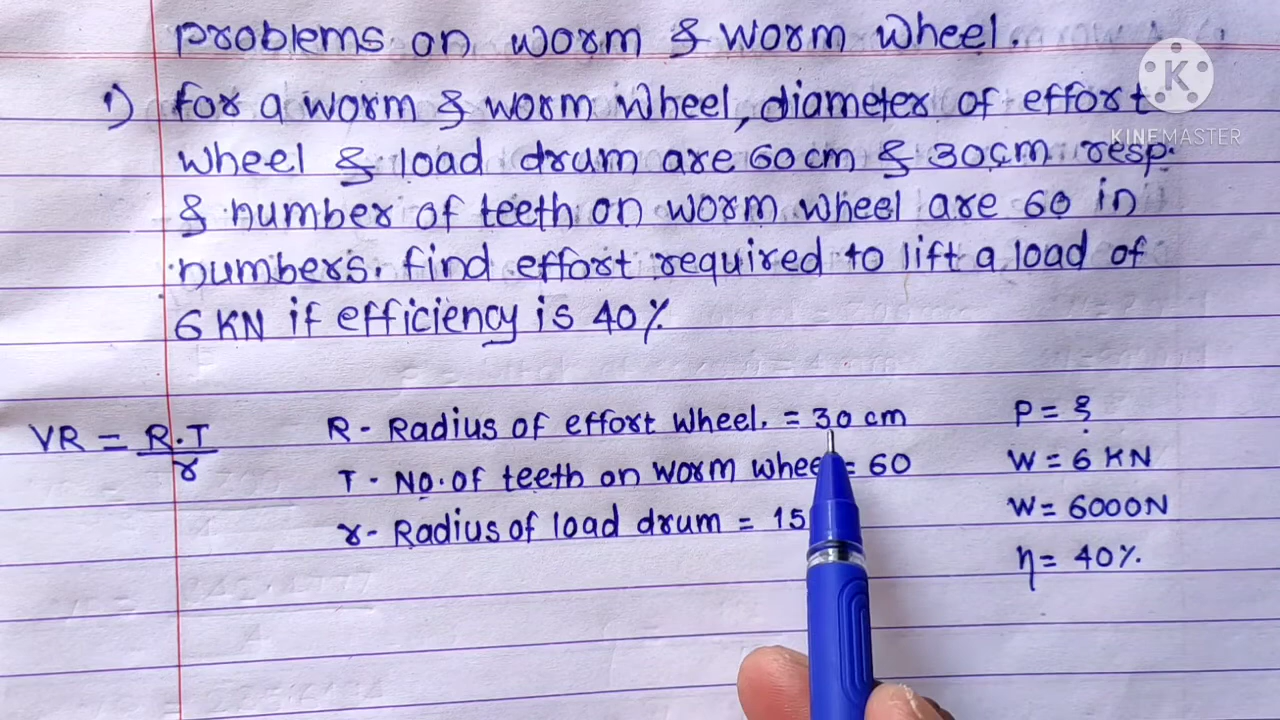 problems on worm & worm wheel.
K
KINEMASTER
1) for a worm & worm wheel, diameter of effort
wheel & load drum are 60cm & 30cm resp.
& number of teeth on worm wheel are 60 in
numbers. find effort required to lift a load of
6 KN if efficiency is 40%
VR = R.T / r
R - Radius of effort wheel. = 30 cm
T - No. of teeth on worm wheel = 60
r - Radius of load drum = 15
P = ?
W = 6 KN
W = 6000N
η = 40%.